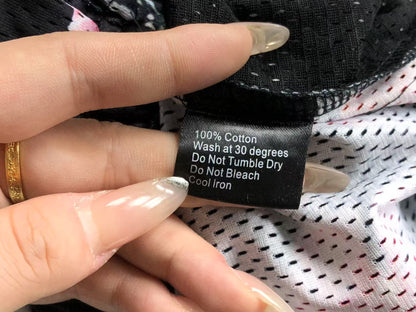 100% Cotton
Wash at 30 degrees
Do Not Tumble Dry
Do Not Bleach
Cool Iron